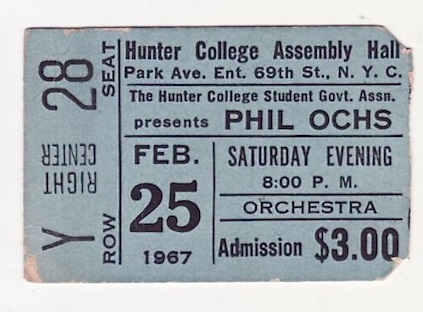 Hunter College Assembly Hall
Park Ave. Ent. 69th St., N. Y. C.
The Hunter College Student Govt. Assn.
presents PHIL OCHS
FEB.
25
1967
SATURDAY EVENING
8:00 P. M.
ORCHESTRA
Admission $3.00
SEAT
28
RIGHT
CENTER
ROW
Y